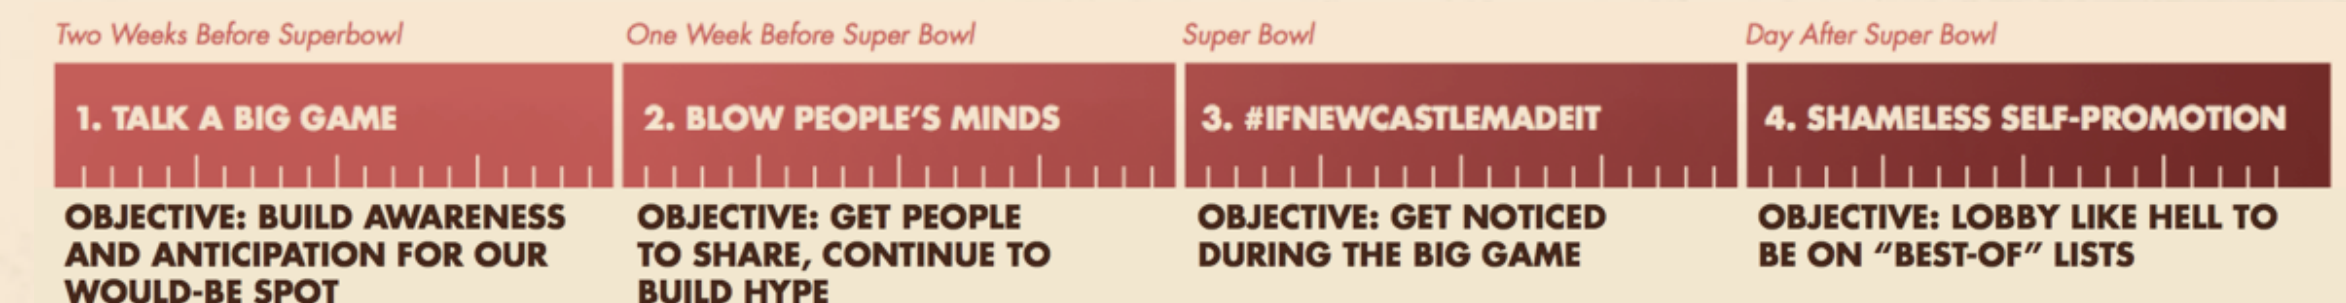 Two Weeks Before Superbowl
One Week Before Super Bowl
Super Bowl
Day After Super Bowl
1. TALK A BIG GAME
2. BLOW PEOPLE'S MINDS
3. #IFNEWCASTLEMADEIT
4. SHAMELESS SELF-PROMOTION
OBJECTIVE: BUILD AWARENESS
AND ANTICIPATION FOR OUR
WOULD-BE SPOT
OBJECTIVE: GET PEOPLE
TO SHARE, CONTINUE TO
BUILD HYPE
OBJECTIVE: GET NOTICED
DURING THE BIG GAME
OBJECTIVE: LOBBY LIKE HELL TO
BE ON “BEST-OF” LISTS